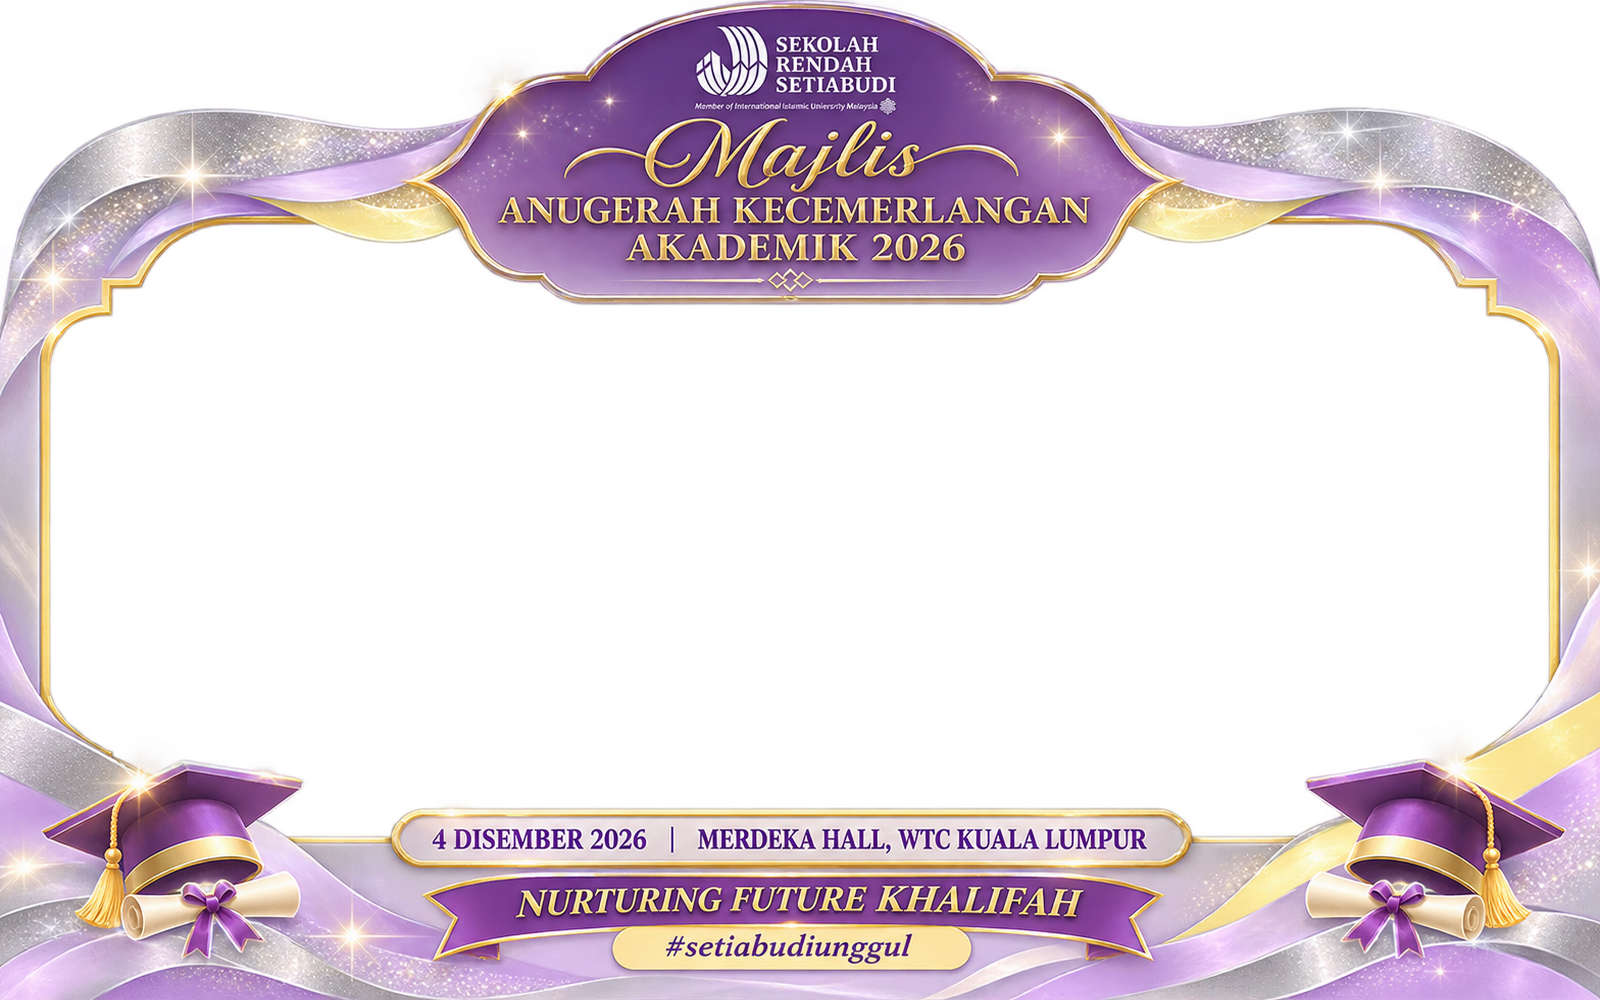 SEKOLAH
RENDAH
SETIABUDI
Member of International Islamic University Malaysia
Majlis
ANUGERAH KECEMERLANGAN
AKADEMIK 2026
4 DISEMBER 2026 | MERDEKA HALL, WTC KUALA LUMPUR
NURTURING FUTURE KHALIFAH
#setiabudiunggul